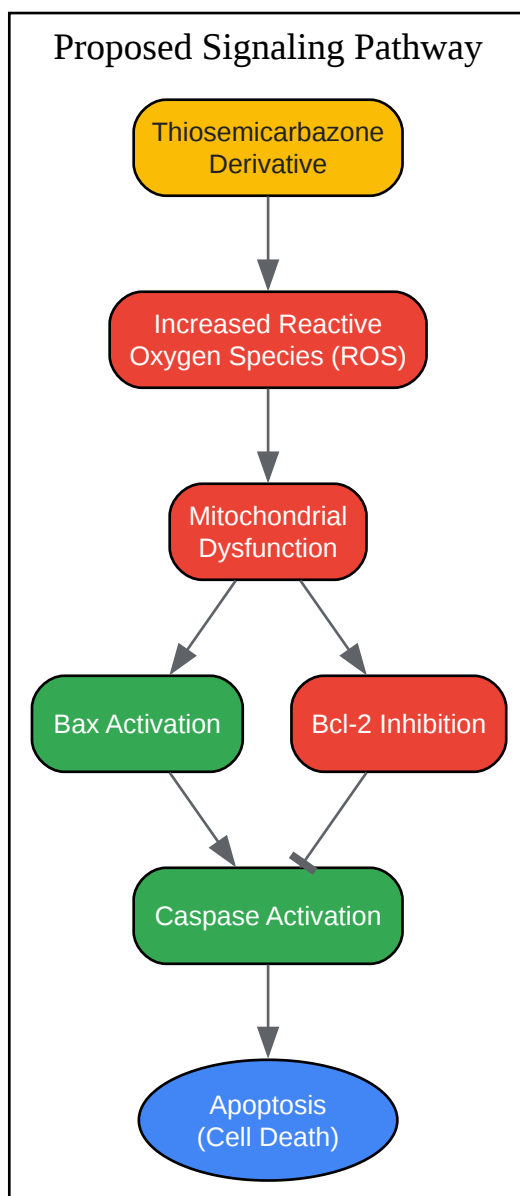 Proposed Signaling Pathway
Thiosemicarbazone
Derivative
Increased Reactive
Oxygen Species (ROS)
Mitochondrial
Dysfunction
Bax Activation
Bcl-2 Inhibition
Caspase Activation
Apoptosis
(Cell Death)